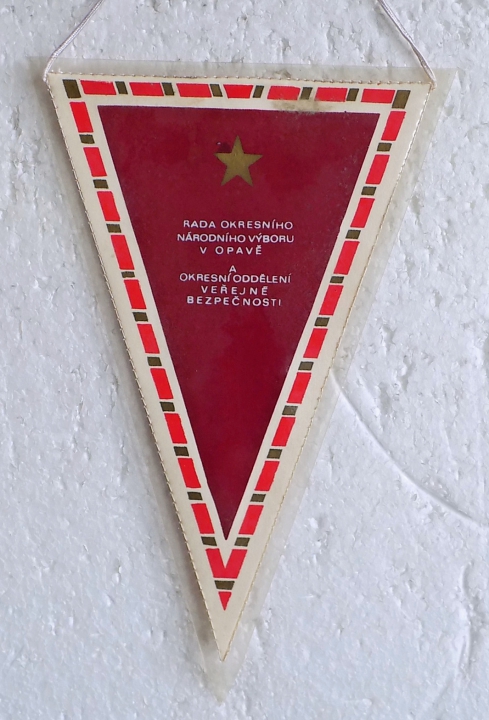 RADA OKRESNÍHO
NÁRODNÍHO VÝBORU
V OPAVĚ
A
OKRESNÍ ODDĚLENÍ
VEŘEJNÉ
BEZPEČNOSTI